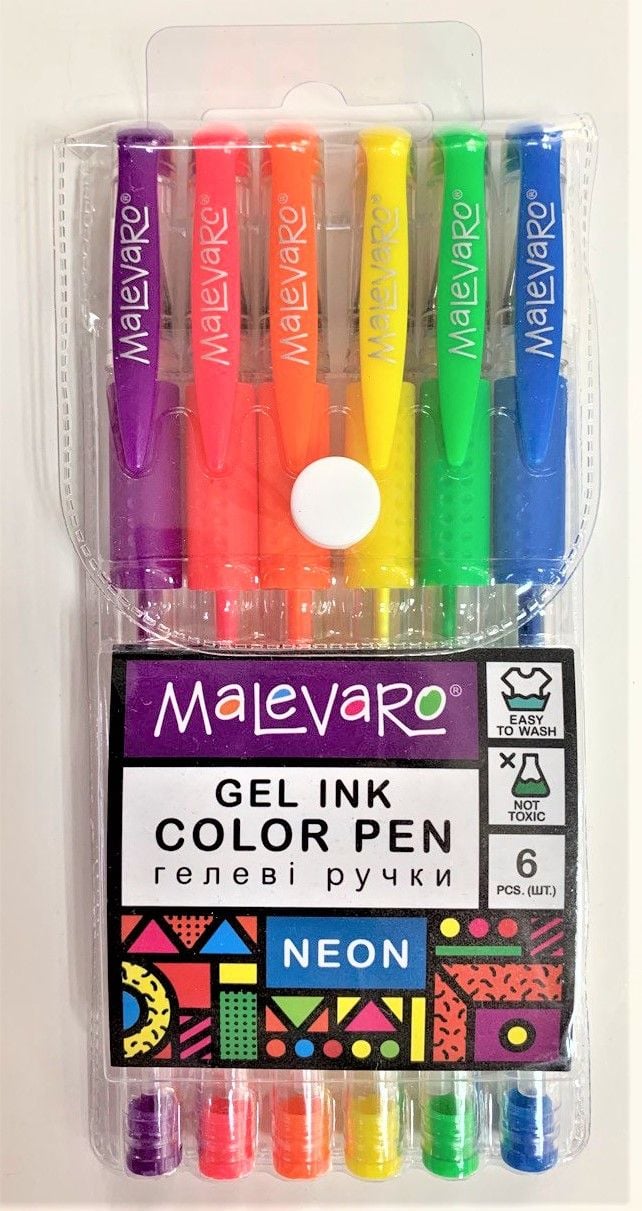 MALEVARO®
MALEVARO®
MALEVARO®
MALEVARO®
MALEVARO®
MALEVARO®
MALEVARO®
EASY
TO WASH
NOT
TOXIC
6
PCS. (ШТ.)
GEL INK
COLOR PEN
гелеві ручки
NEON